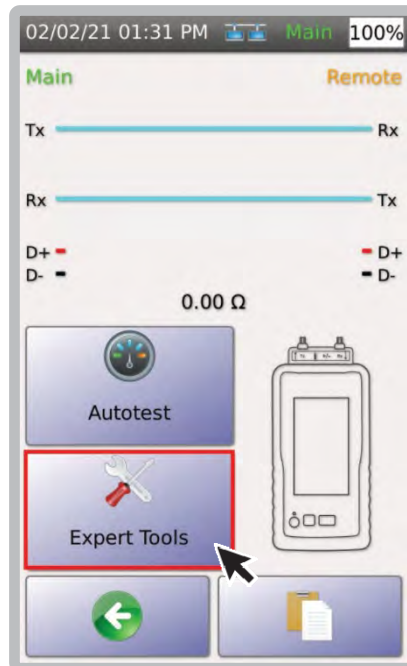 02/02/21 01:31 PM Main 100%
Main Remote
Tx Rx
Rx Tx
D+ D+
D- D-
0.00 Ω
Autotest
Expert Tools